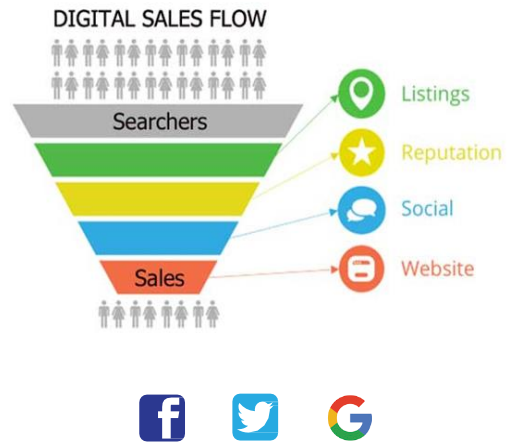 DIGITAL SALES FLOW
Searchers
Listings
Reputation
Social
Sales
Website